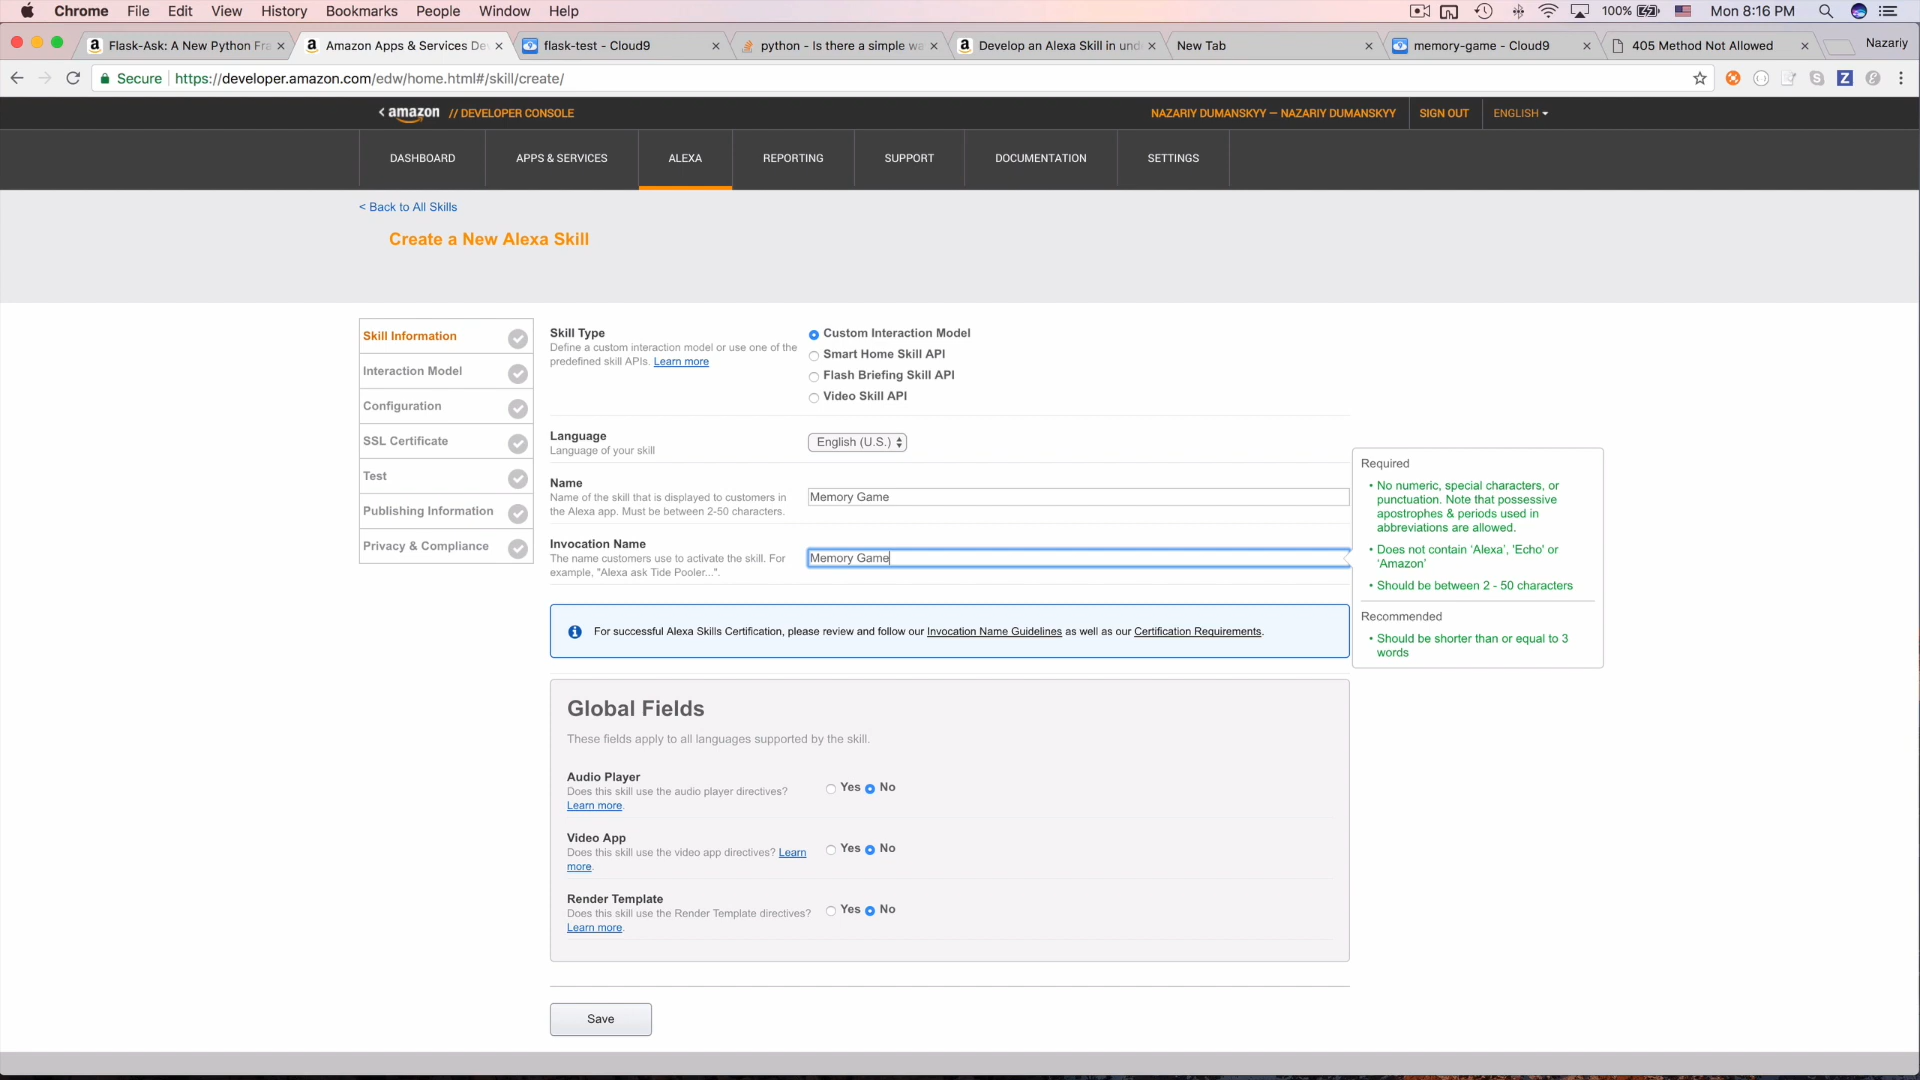 Chrome File Edit View History Bookmarks People Window Help 100% Mon 8:16 PM
Flask-Ask: A New Python Fra Amazon Apps & Services Dev flask-test - Cloud9 python - Is there a simple wa Develop an Alexa Skill in und New Tab memory-game - Cloud9 405 Method Not Allowed Nazariy
Secure https://developer.amazon.com/edw/home.html#/skill/create/
< amazon // DEVELOPER CONSOLE NAZARIY DUMANSKYY — NAZARIY DUMANSKYY SIGN OUT ENGLISH
DASHBOARD APPS & SERVICES ALEXA REPORTING SUPPORT DOCUMENTATION SETTINGS
< Back to All Skills
Create a New Alexa Skill
Skill Information
Interaction Model
Configuration
SSL Certificate
Test
Publishing Information
Privacy & Compliance
Skill Type
Define a custom interaction model or use one of the
predefined skill APIs. Learn more
Custom Interaction Model
Smart Home Skill API
Flash Briefing Skill API
Video Skill API
Language
Language of your skill
English (U.S.)
Name
Name of the skill that is displayed to customers in
the Alexa app. Must be between 2-50 characters.
Memory Game
Invocation Name
The name customers use to activate the skill. For
example, "Alexa ask Tide Pooler...".
Memory Game
Required
• No numeric, special characters, or
punctuation. Note that possessive
apostrophes & periods used in
abbreviations are allowed.
• Does not contain 'Alexa', 'Echo' or
'Amazon'
• Should be between 2 - 50 characters
Recommended
• Should be shorter than or equal to 3
words
For successful Alexa Skills Certification, please review and follow our Invocation Name Guidelines as well as our Certification Requirements.
Global Fields
These fields apply to all languages supported by the skill.
Audio Player
Does this skill use the audio player directives?
Learn more.
Yes No
Video App
Does this skill use the video app directives? Learn
more.
Yes No
Render Template
Does this skill use the Render Template directives?
Learn more.
Yes No
Save